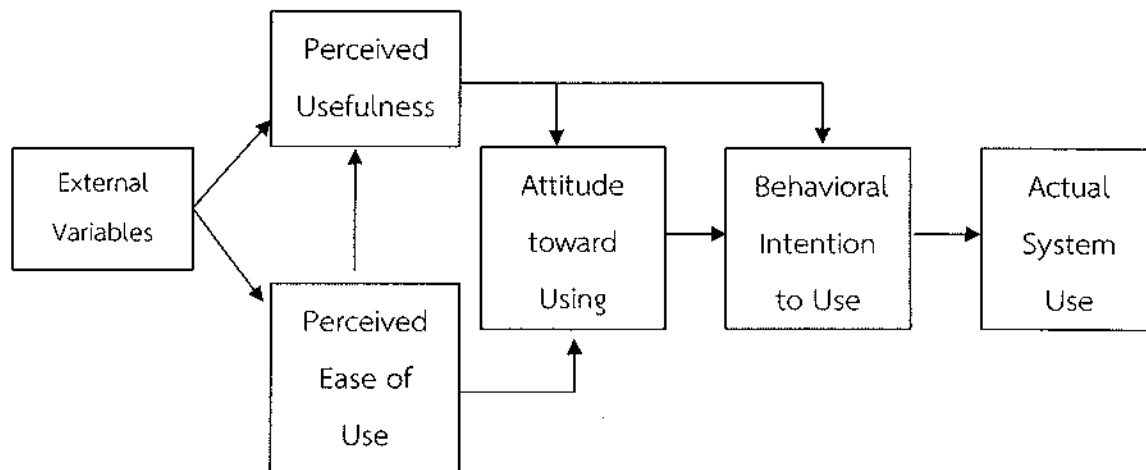 Perceived
Usefulness
External
Variables
Attitude
toward
Using
Behavioral
Intention
to Use
Actual
System
Use
Perceived
Ease of
Use